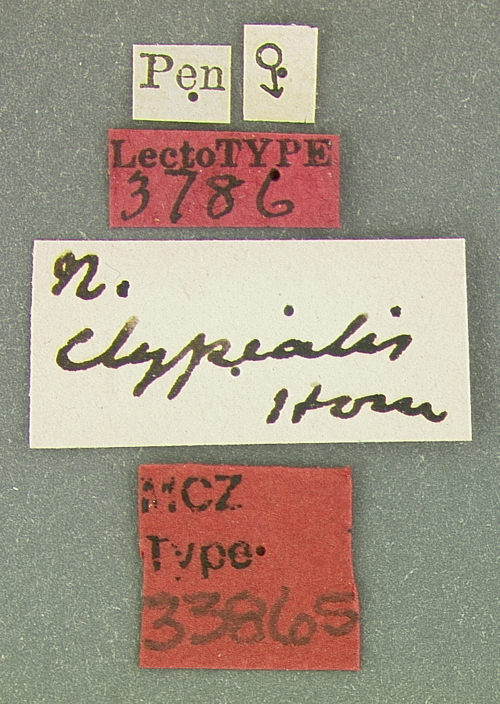 Pen ♀
LectoTYPE
3786
N.
clypealis
Horn
MCZ
Type
33865